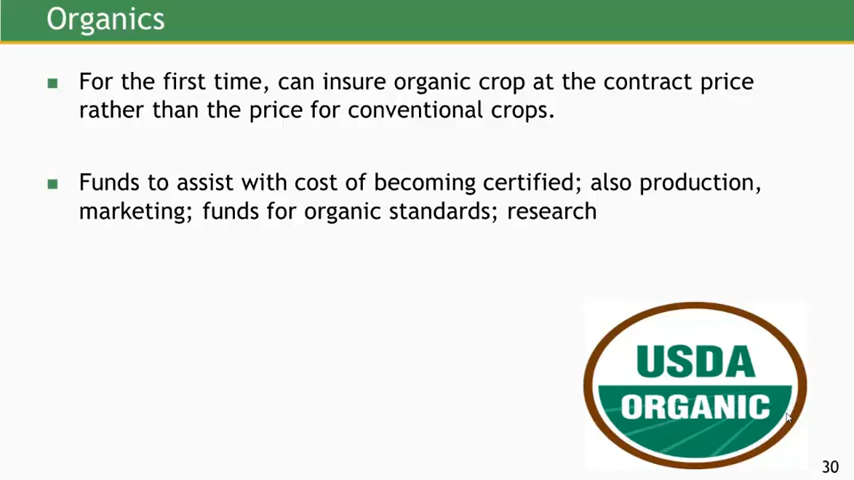 Organics
For the first time, can insure organic crop at the contract price
rather than the price for conventional crops.
Funds to assist with cost of becoming certified; also production,
marketing; funds for organic standards; research
USDA
ORGANIC
30